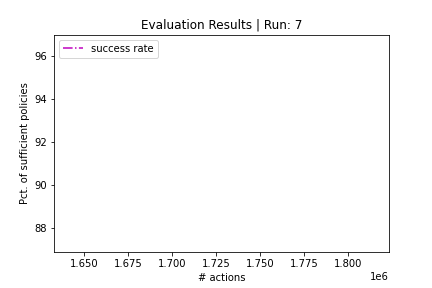 Evaluation Results | Run: 7
success rate
Pct. of sufficient policies
96
94
92
90
88
1.650 1.675 1.700 1.725 1.750 1.775 1.800
1e6
# actions